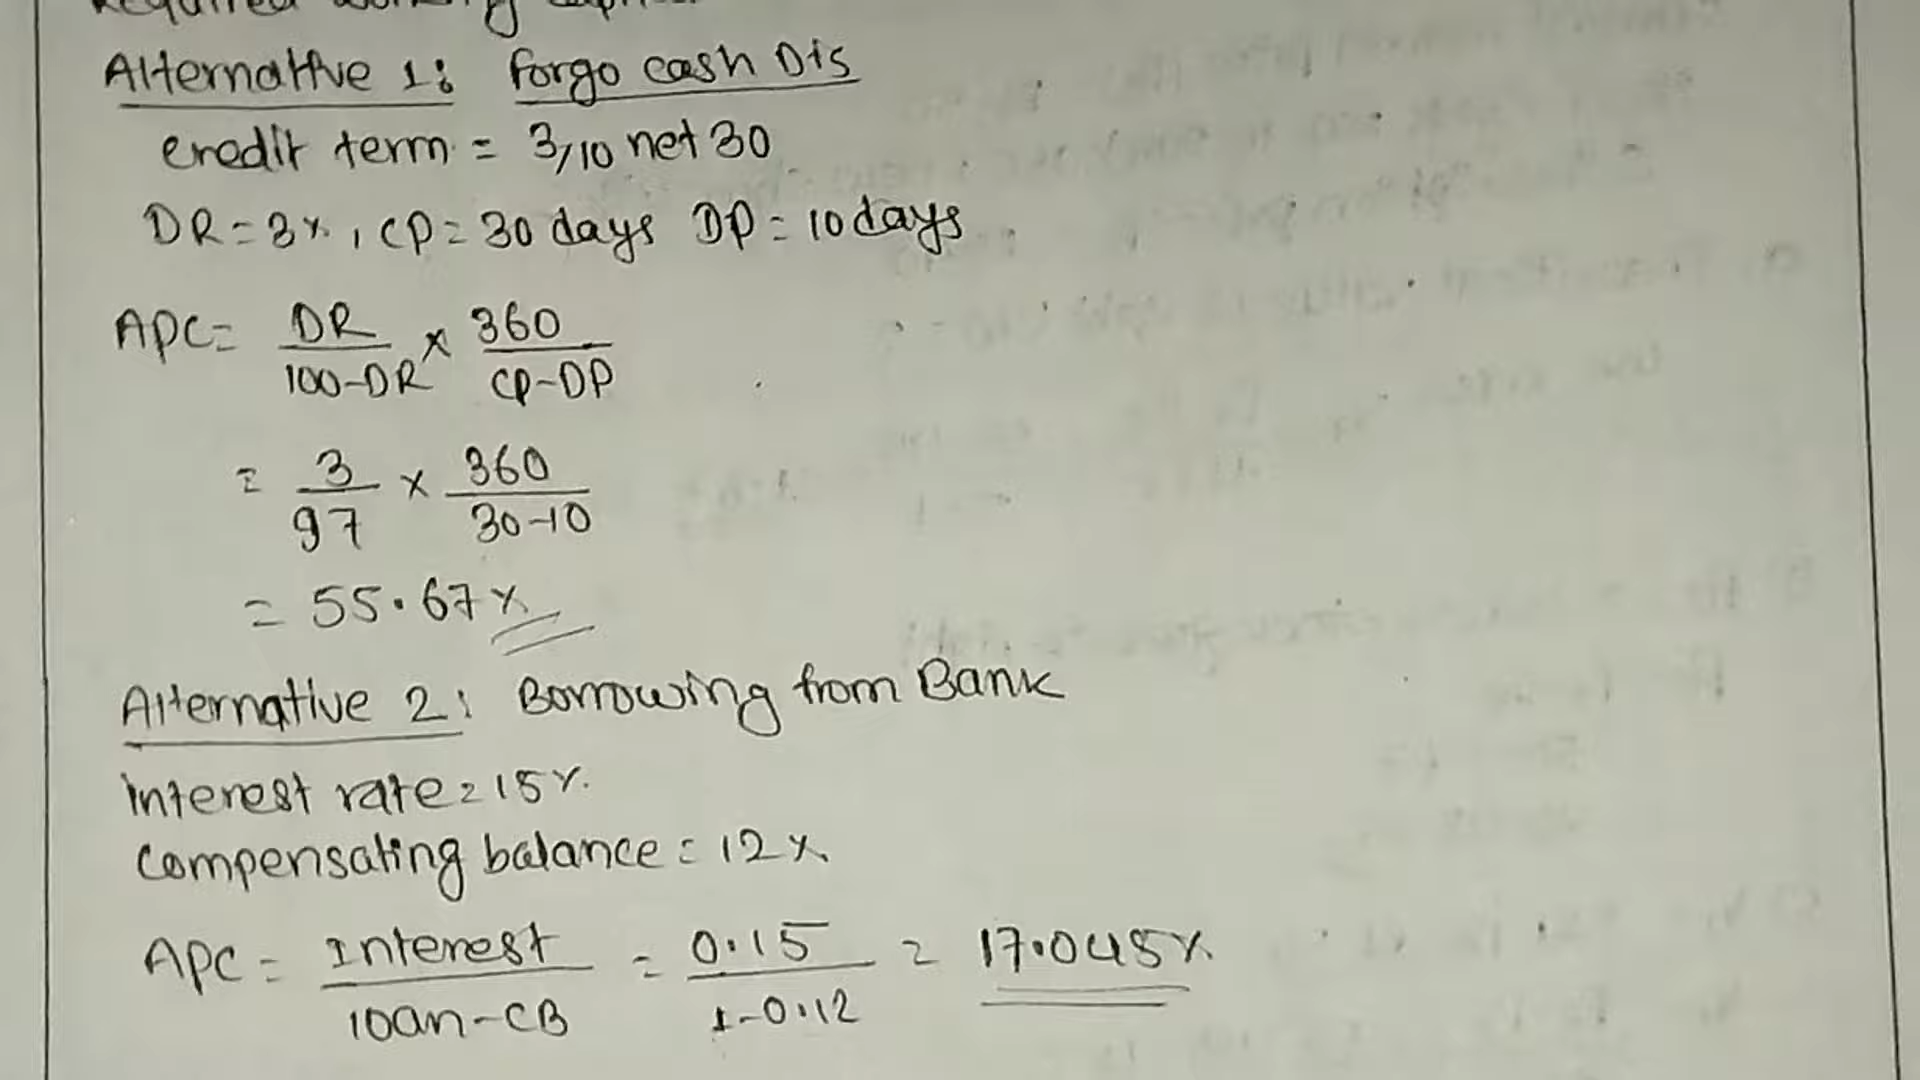 Required working
Alternative 1: forgo cash Dis
credit term = 3/10 net 30
DR = 3%, CP = 30 days DP = 10 days
APC = DR / 100-DR × 360 / CP-DP
= 3 / 97 × 360 / 30-10
= 55.67%
Alternative 2: Borrowing from Bank
Interest rate = 15%.
Compensating balance = 12%
APC = Interest / loan-CB = 0.15 / 1-0.12 = 17.045%